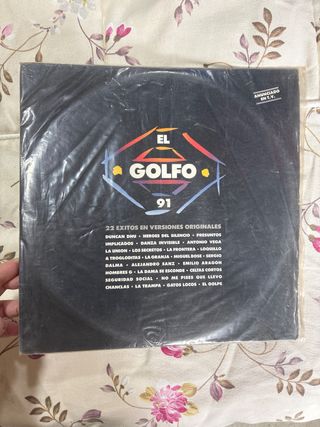 ANUNCIADO
EN T.V.
EL
GOLFO
91
22 EXITOS EN VERSIONES ORIGINALES
DUNCAN DHU · HEROES DEL SILENCIO · PRESUNTOS
IMPLICADOS · DANZA INVISIBLE · ANTONIO VEGA
LA UNION · LOS SECRETOS · LA FRONTERA · LOQUILLO
& TROGLODITAS · LA GRANJA · MIGUEL BOSE · SERGIO
DALMA · ALEJANDRO SANZ · EMILIO ARAGON
HOMBRES G · LA DAMA SE ESCONDE · CELTAS CORTOS
SEGURIDAD SOCIAL · NO ME PISES QUE LLEVO
CHANCLAS · LA TRAMPA · GATOS LOCOS · EL GOLPE